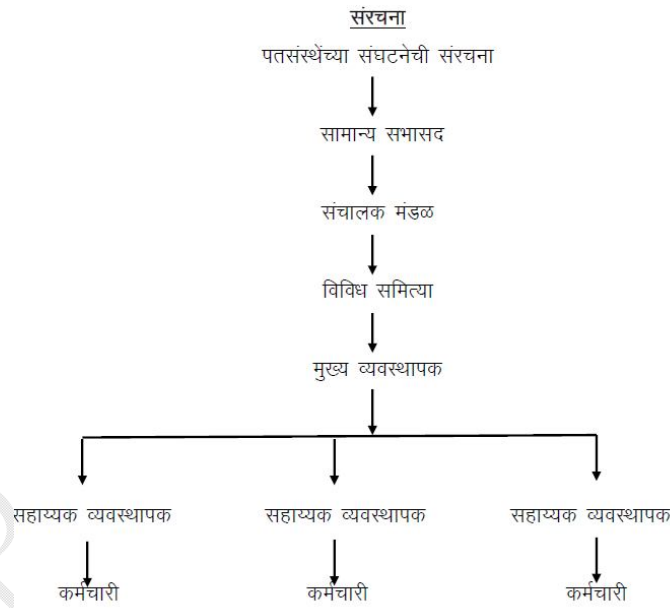 संरचना
पतसंस्थेंच्या संघटनेची संरचना
सामान्य सभासद
संचालक मंडळ
विविध समित्या
मुख्य व्यवस्थापक
सहाय्यक व्यवस्थापक सहाय्यक व्यवस्थापक सहाय्यक व्यवस्थापक
कर्मचारी कर्मचारी कर्मचारी